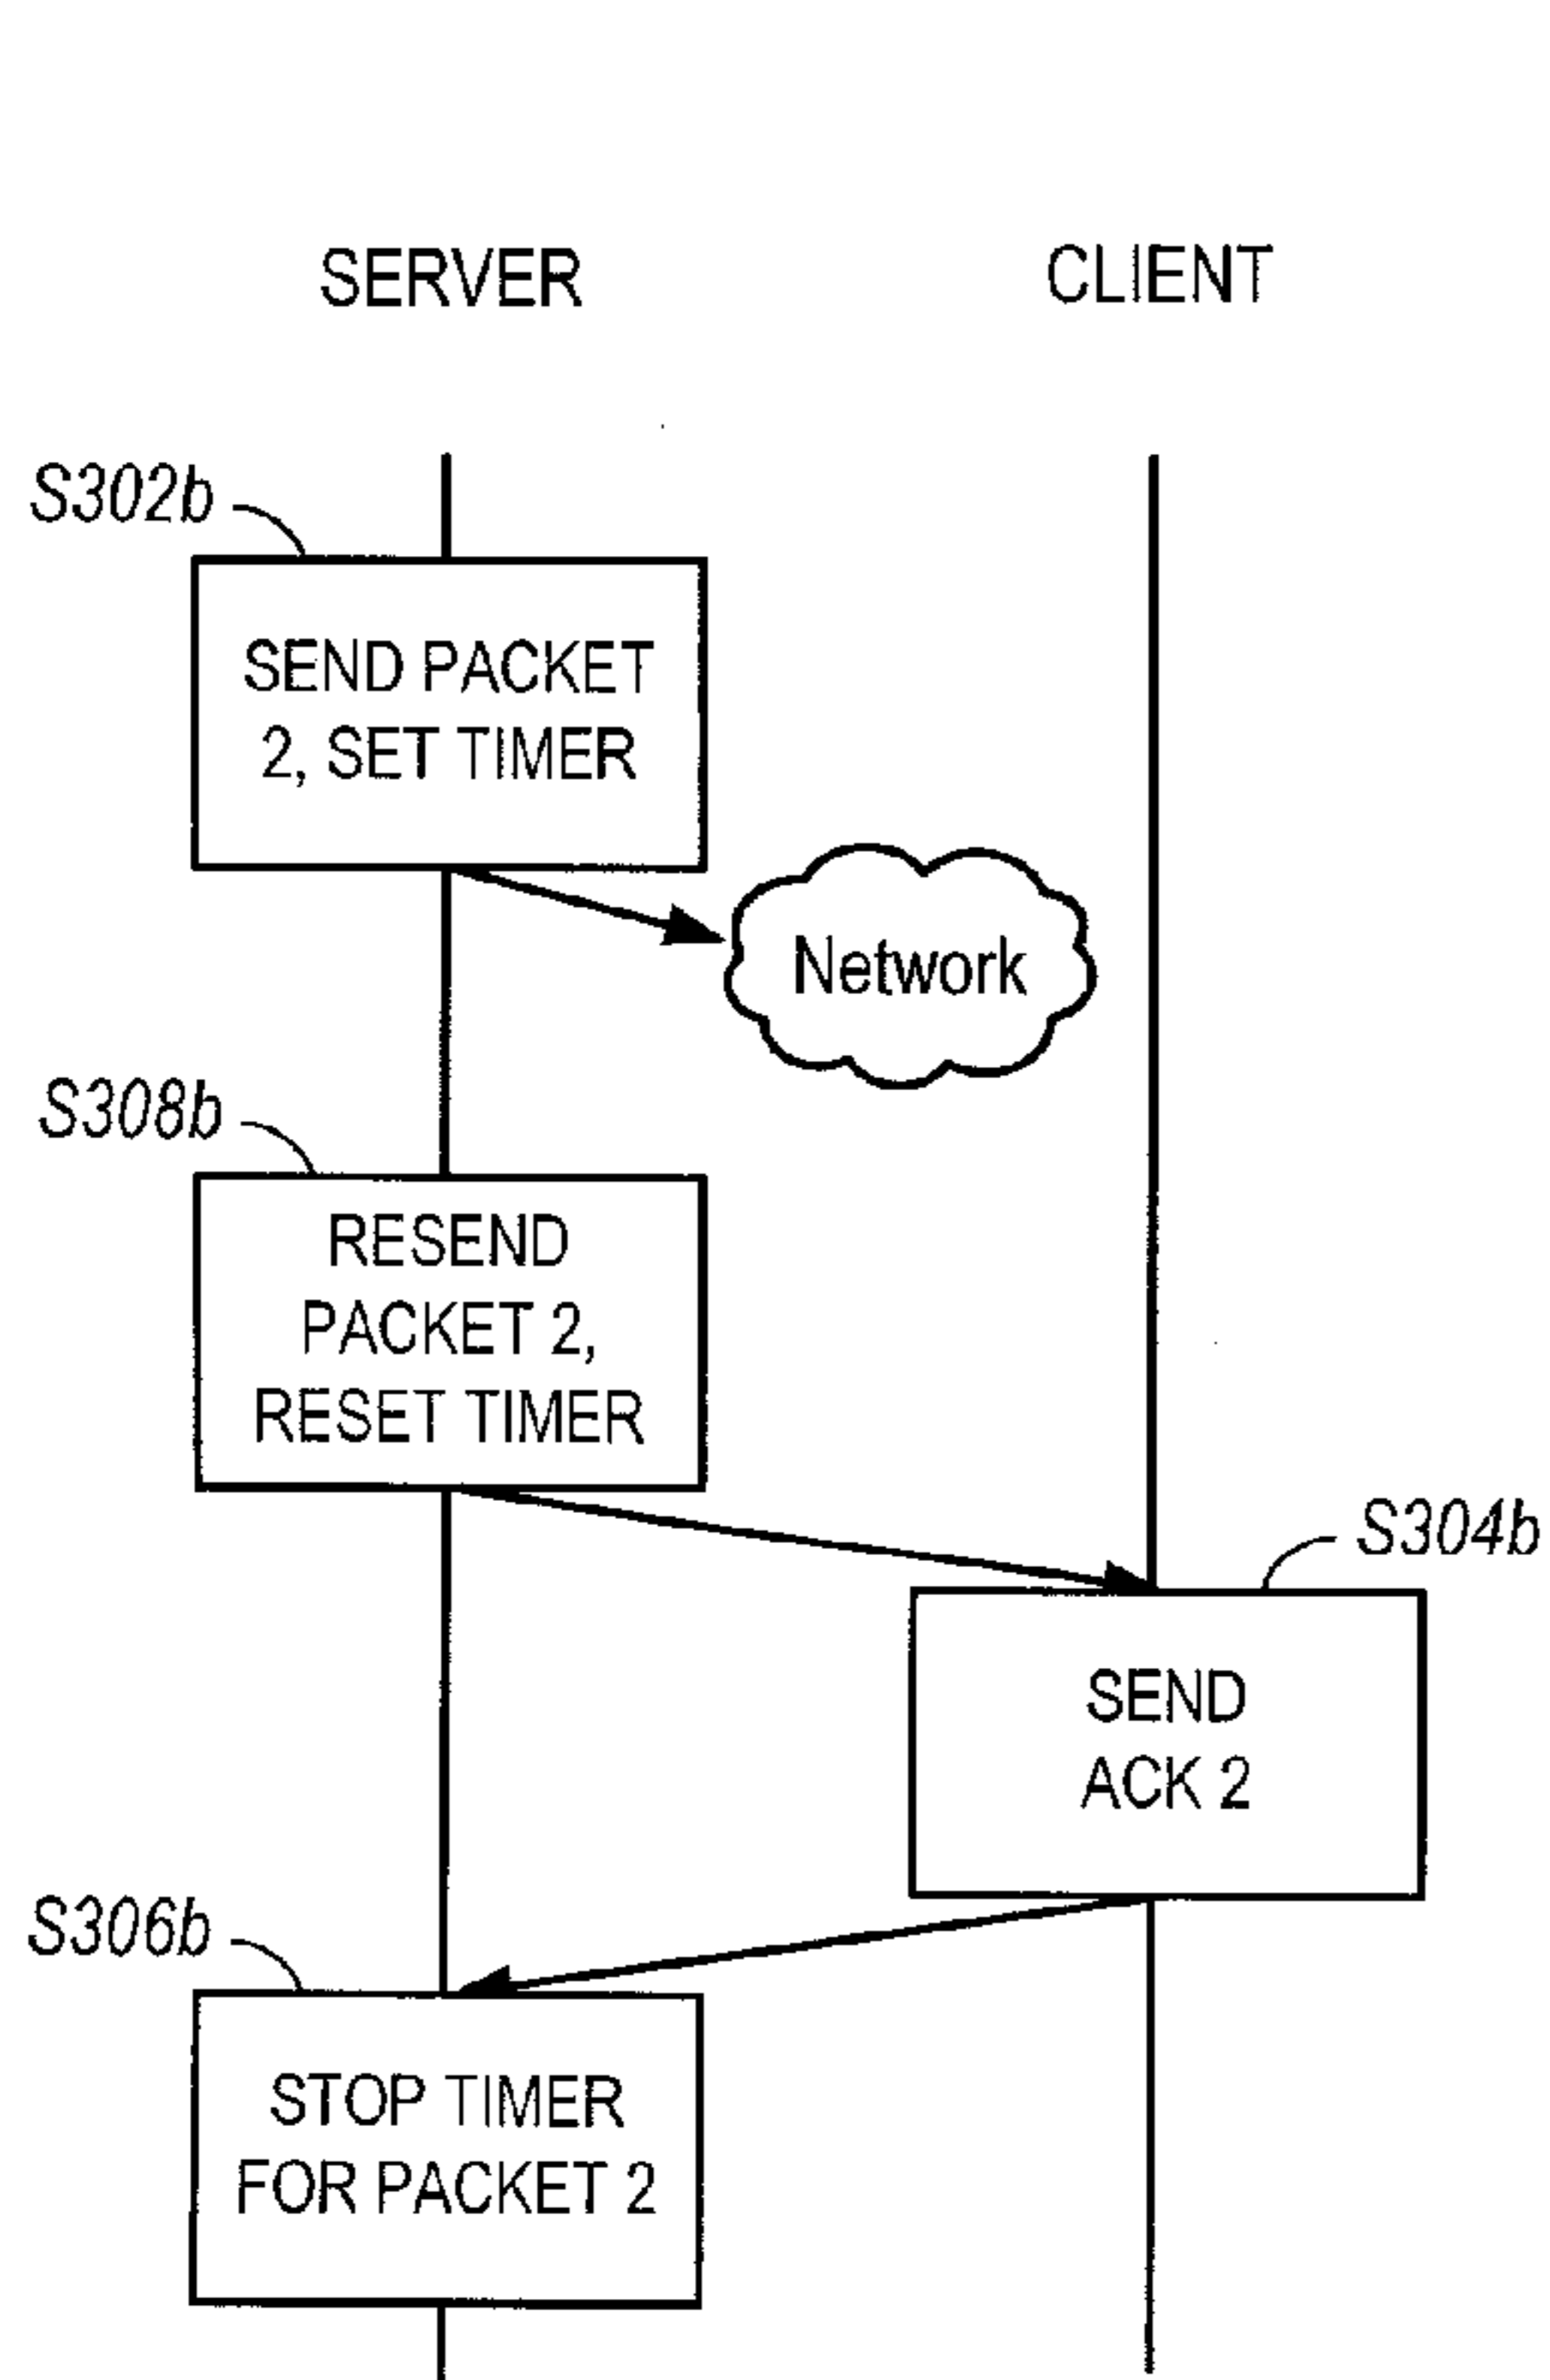 SERVER
CLIENT
S302b
SEND PACKET
2, SET TIMER
Network
S308b
RESEND
PACKET 2,
RESET TIMER
S304b
SEND
ACK 2
S306b
STOP TIMER
FOR PACKET 2